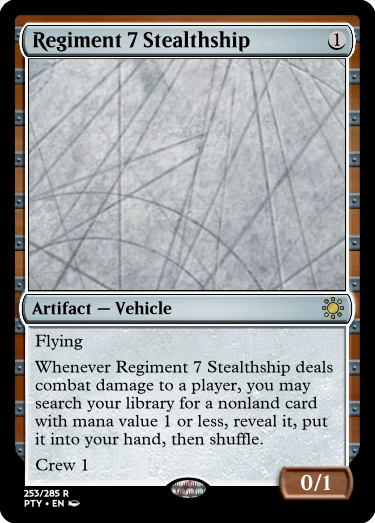 Regiment 7 Stealthship 1
Artifact — Vehicle
Flying
Whenever Regiment 7 Stealthship deals
combat damage to a player, you may
search your library for a nonland card
with mana value 1 or less, reveal it, put
it into your hand, then shuffle.
Crew 1
0/1
253/285 R
PTY • EN